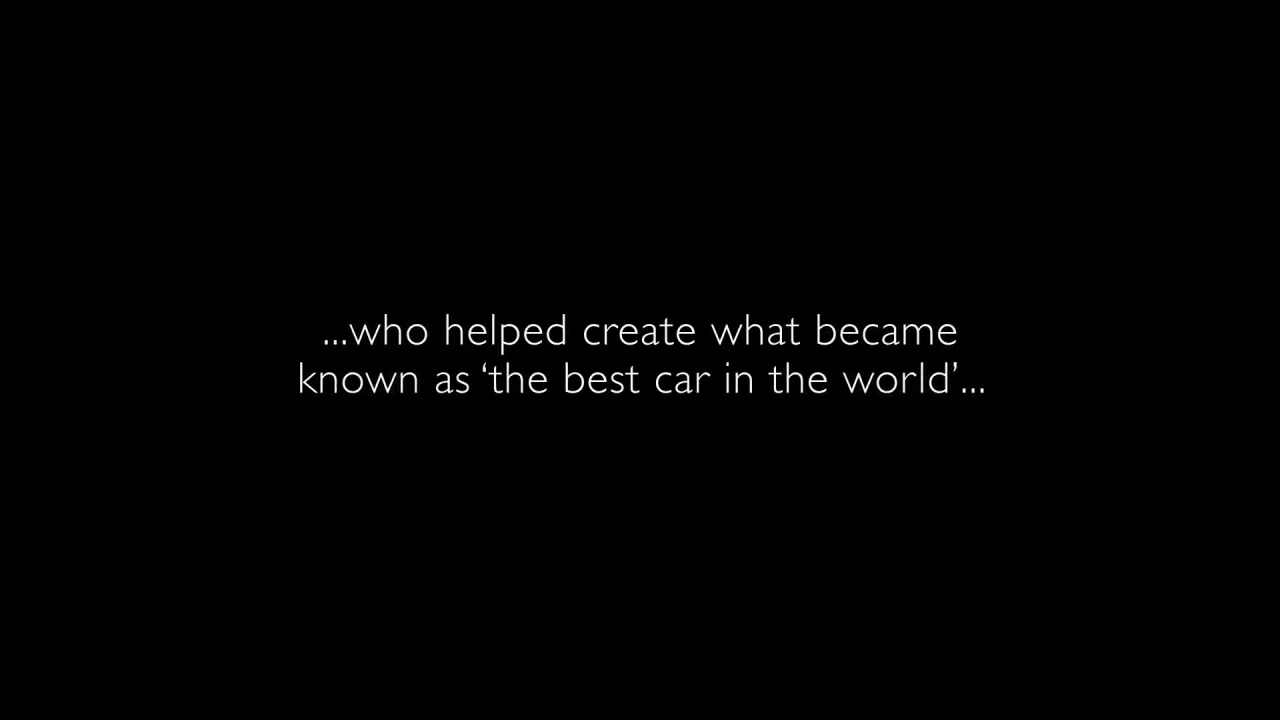 ...who helped create what became
known as ‘the best car in the world’...